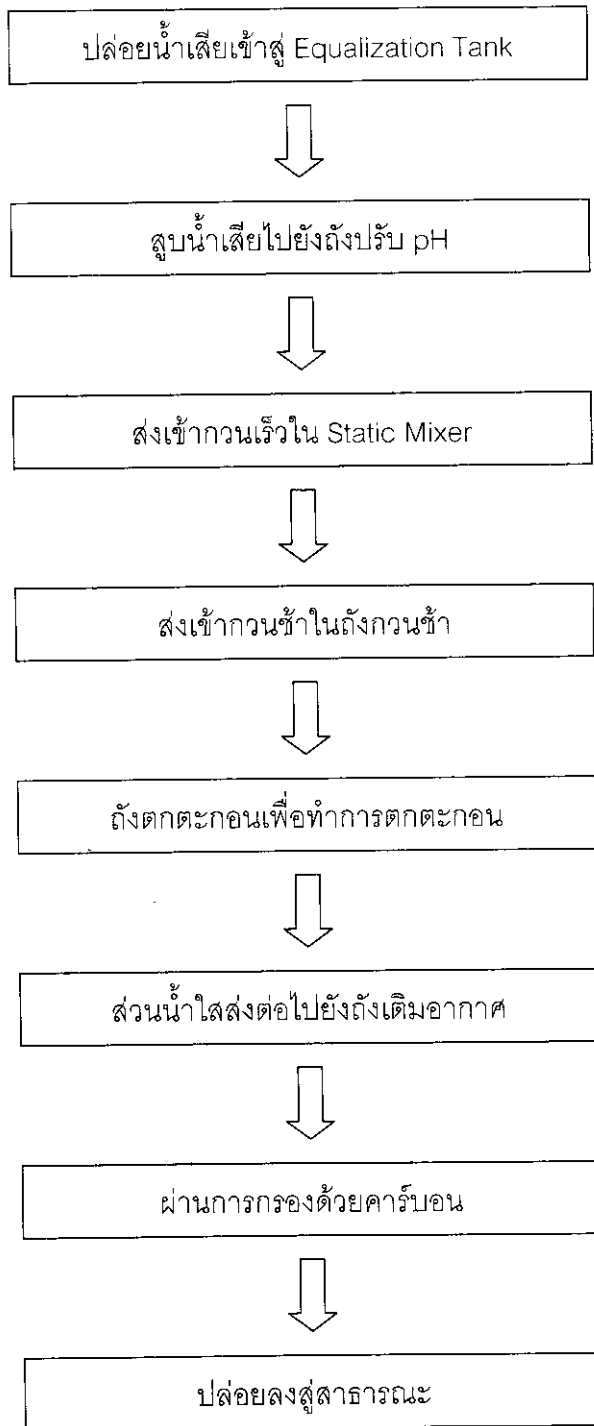 ปล่อยน้ำเสียเข้าสู่ Equalization Tank
สูบน้ำเสียไปยังถังปรับ pH
ส่งเข้ากวนเร็วใน Static Mixer
ส่งเข้ากวนช้าในถังกวนช้า
ถังตกตะกอนเพื่อทำการตกตะกอน
ส่วนน้ำใสส่งต่อไปยังถังเติมอากาศ
ผ่านการกรองด้วยคาร์บอน
ปล่อยลงสู่สาธารณะ